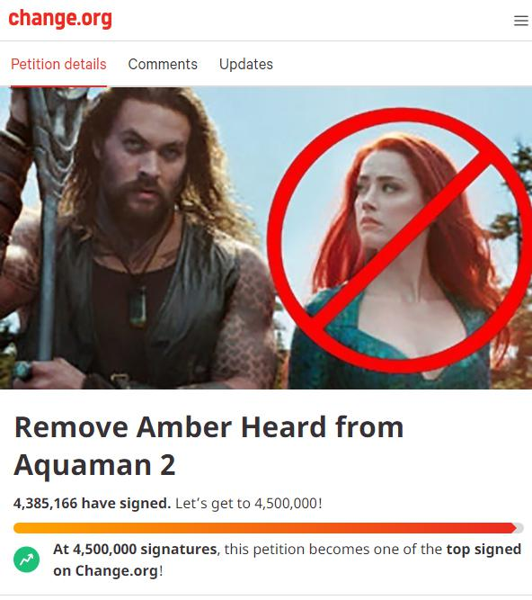 change.org
Petition details Comments Updates
Remove Amber Heard from
Aquaman 2
4,385,166 have signed. Let’s get to 4,500,000!
At 4,500,000 signatures, this petition becomes one of the top signed
on Change.org!